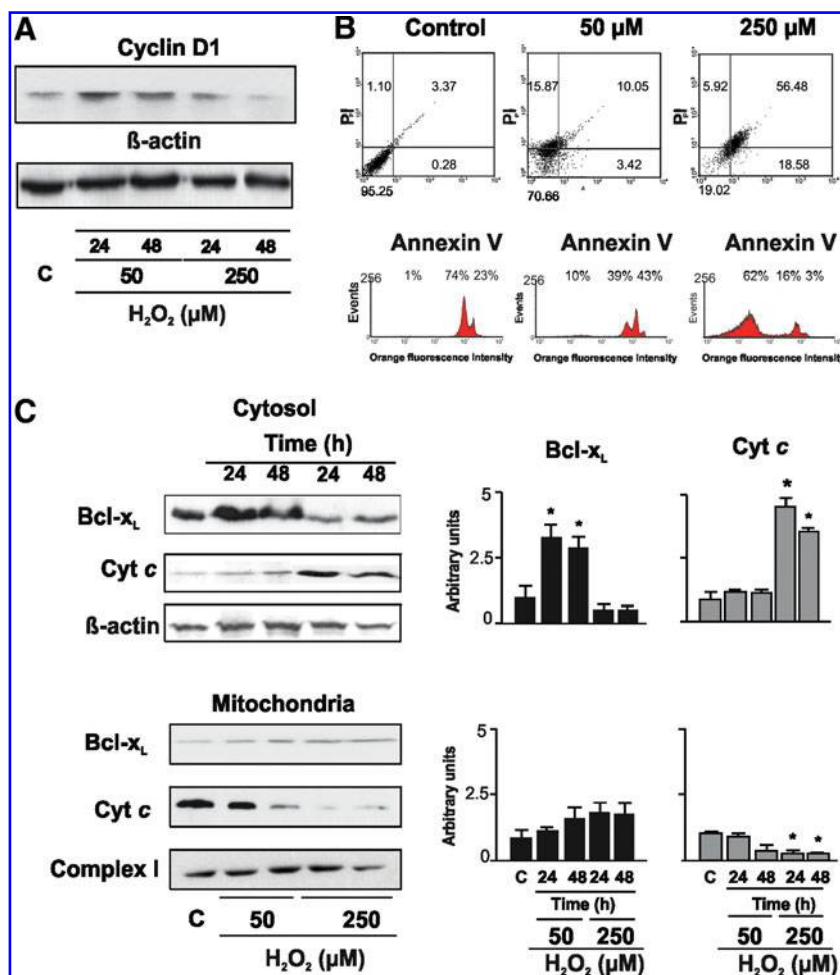 A
Cyclin D1
ß-actin
24 48 24 48
C 50 250
H₂O₂ (µM)
B
Control 50 µM 250 µM
PI
1.10 3.37
0.28
95.25
PI
15.87 10.05
3.42
70.66
PI
5.92 56.48
18.58
19.02
Annexin V Annexin V Annexin V
256 1% 74% 23%
Events
Orange fluorescence Intensity
256 10% 39% 43%
Events
Orange fluorescence Intensity
256 62% 16% 3%
Events
Orange fluorescence Intensity
C
Cytosol
Time (h)
24 48 24 48
Bcl-xL
Cyt c
ß-actin
Bcl-xL
Arbitrary units
5
2.5
0
* *
Cyt c
* *
Mitochondria
Bcl-xL
Cyt c
Complex I
C 50 250
H₂O₂ (µM)
Arbitrary units
5
2.5
0
C 24 48 24 48
Time (h)
50 250
H₂O₂ (µM)
* *
C 24 48 24 48
Time (h)
50 250
H₂O₂ (µM)